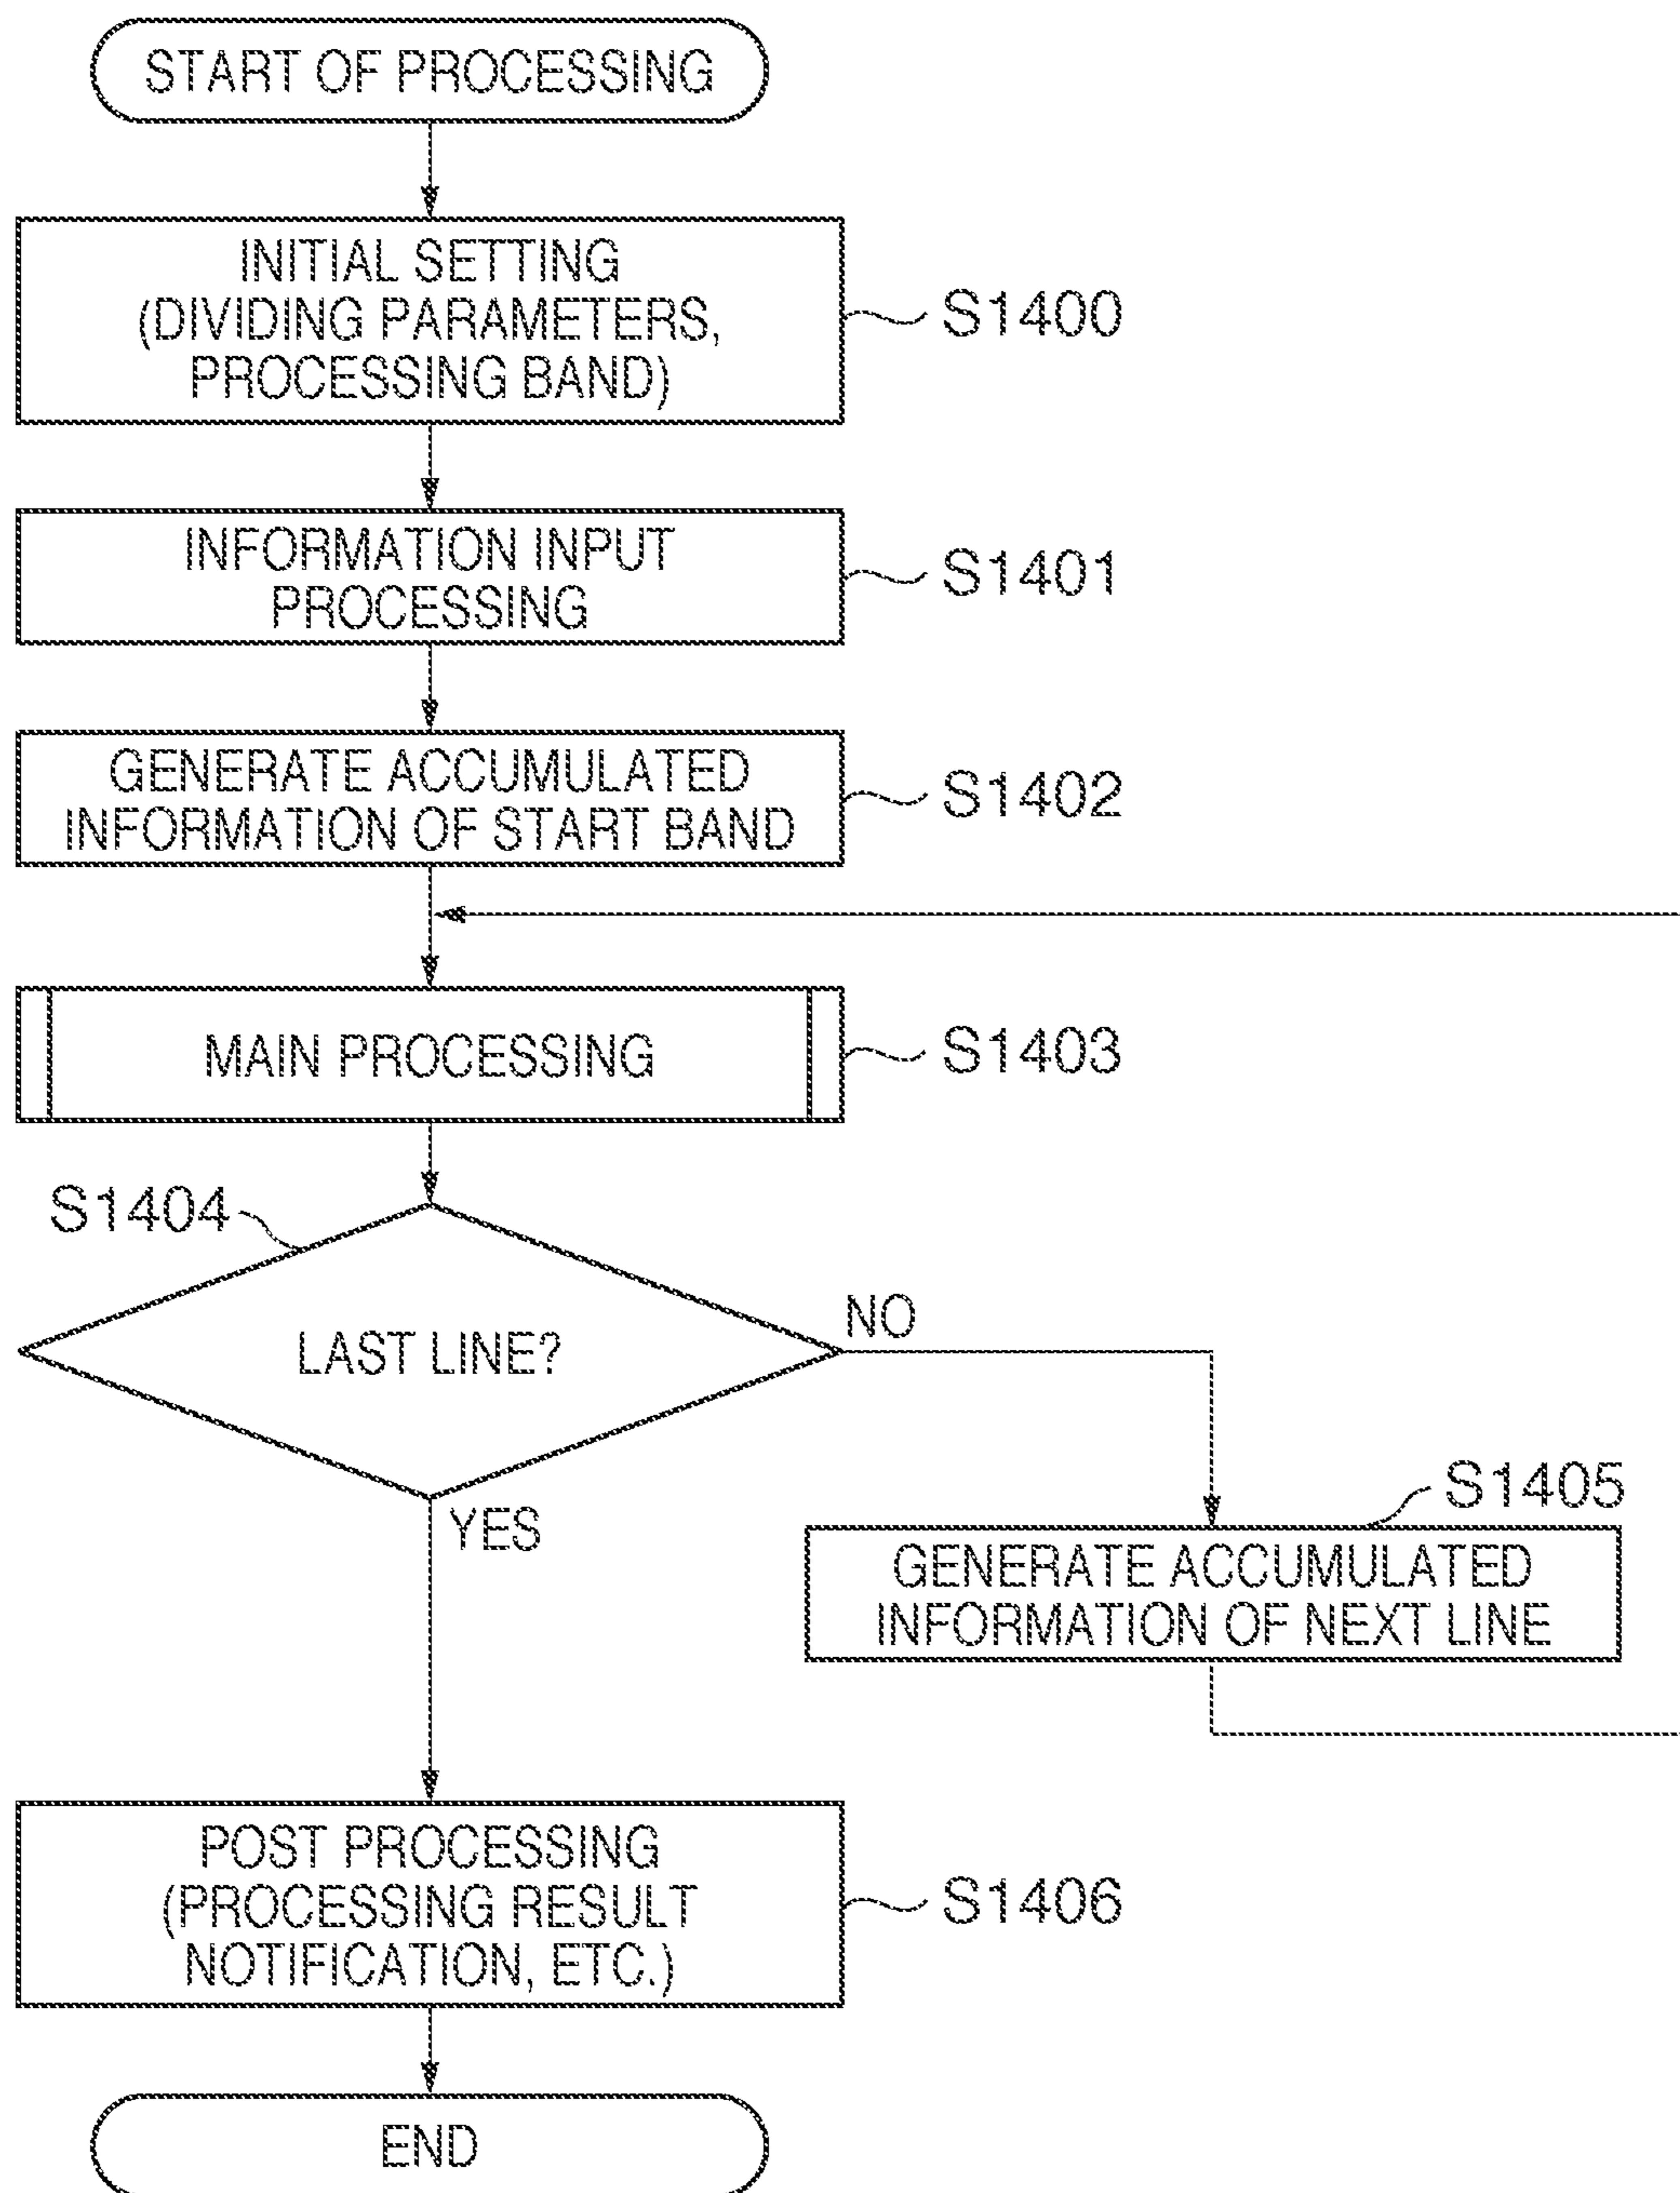 START OF PROCESSING
INITIAL SETTING
(DIVIDING PARAMETERS,
PROCESSING BAND)
S1400
INFORMATION INPUT
PROCESSING
S1401
GENERATE ACCUMULATED
INFORMATION OF START BAND
S1402
MAIN PROCESSING
S1403
S1404
LAST LINE?
NO
YES
S1405
GENERATE ACCUMULATED
INFORMATION OF NEXT LINE
POST PROCESSING
(PROCESSING RESULT
NOTIFICATION, ETC.)
S1406
END